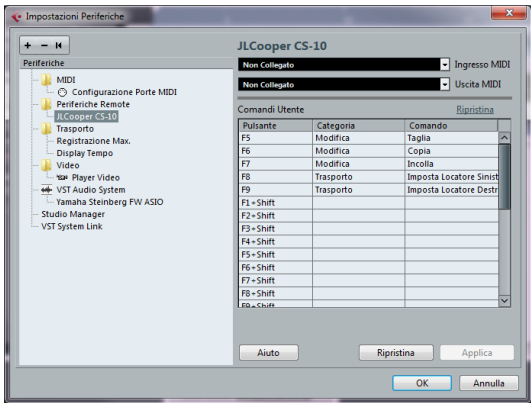 Impostazioni Periferiche
Periferiche
MIDI
Configurazione Porte MIDI
Periferiche Remote
JLCooper CS-10
Trasporto
Registrazione Max.
Display Tempo
Video
Player Video
VST Audio System
Yamaha Steinberg FW ASIO
Studio Manager
VST System Link
JLCooper CS-10
Non Collegato Ingresso MIDI
Non Collegato Uscita MIDI
Comandi Utente Ripristina
Pulsante Categoria Comando
F5 Modifica Taglia
F6 Modifica Copia
F7 Modifica Incolla
F8 Trasporto Imposta Locatore Sinist
F9 Trasporto Imposta Locatore Destr
F1+Shift
F2+Shift
F3+Shift
F4+Shift
F5+Shift
F6+Shift
F7+Shift
F8+Shift
F9+Shift
Aiuto Ripristina Applica
OK Annulla